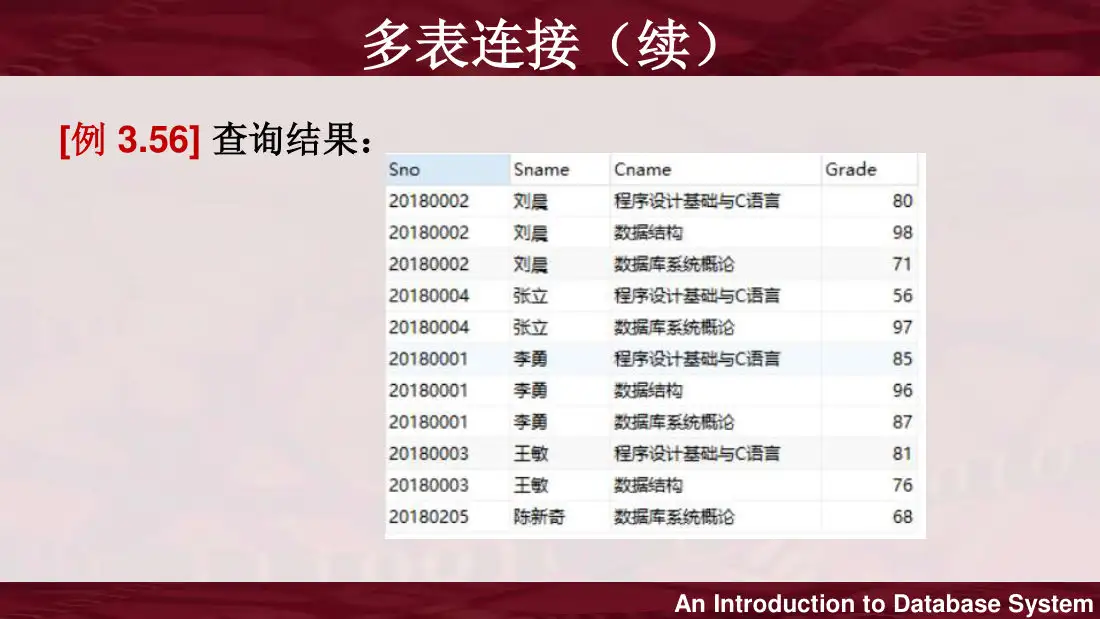 多表连接（续）
[例 3.56] 查询结果：
Sno Sname Cname Grade
20180002 刘晨 程序设计基础与C语言 80
20180002 刘晨 数据结构 98
20180002 刘晨 数据库系统概论 71
20180004 张立 程序设计基础与C语言 56
20180004 张立 数据库系统概论 97
20180001 李勇 程序设计基础与C语言 85
20180001 李勇 数据结构 96
20180001 李勇 数据库系统概论 87
20180003 王敏 程序设计基础与C语言 81
20180003 王敏 数据结构 76
20180205 陈新奇 数据库系统概论 68
An Introduction to Database System